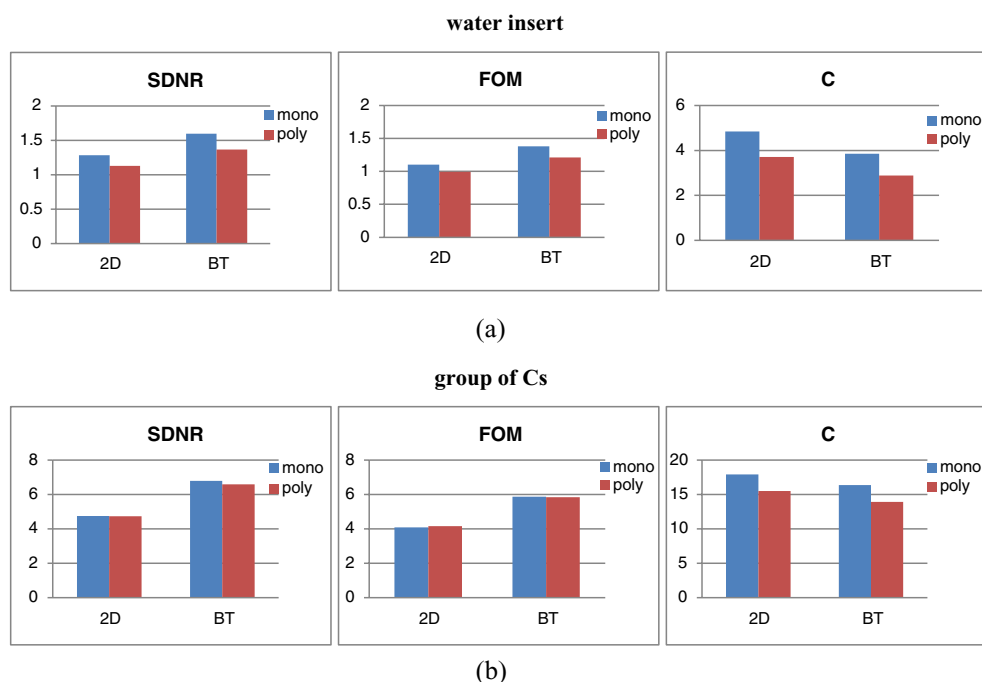 water insert
SDNR
2
1.5
1
0.5
0
2D BT
mono
poly
FOM
2
1.5
1
0.5
0
2D BT
mono
poly
C
6
4
2
0
2D BT
mono
poly
(a)
group of Cs
SDNR
8
6
4
2
0
2D BT
mono
poly
FOM
8
6
4
2
0
2D BT
mono
poly
C
20
15
10
5
0
2D BT
mono
poly
(b)